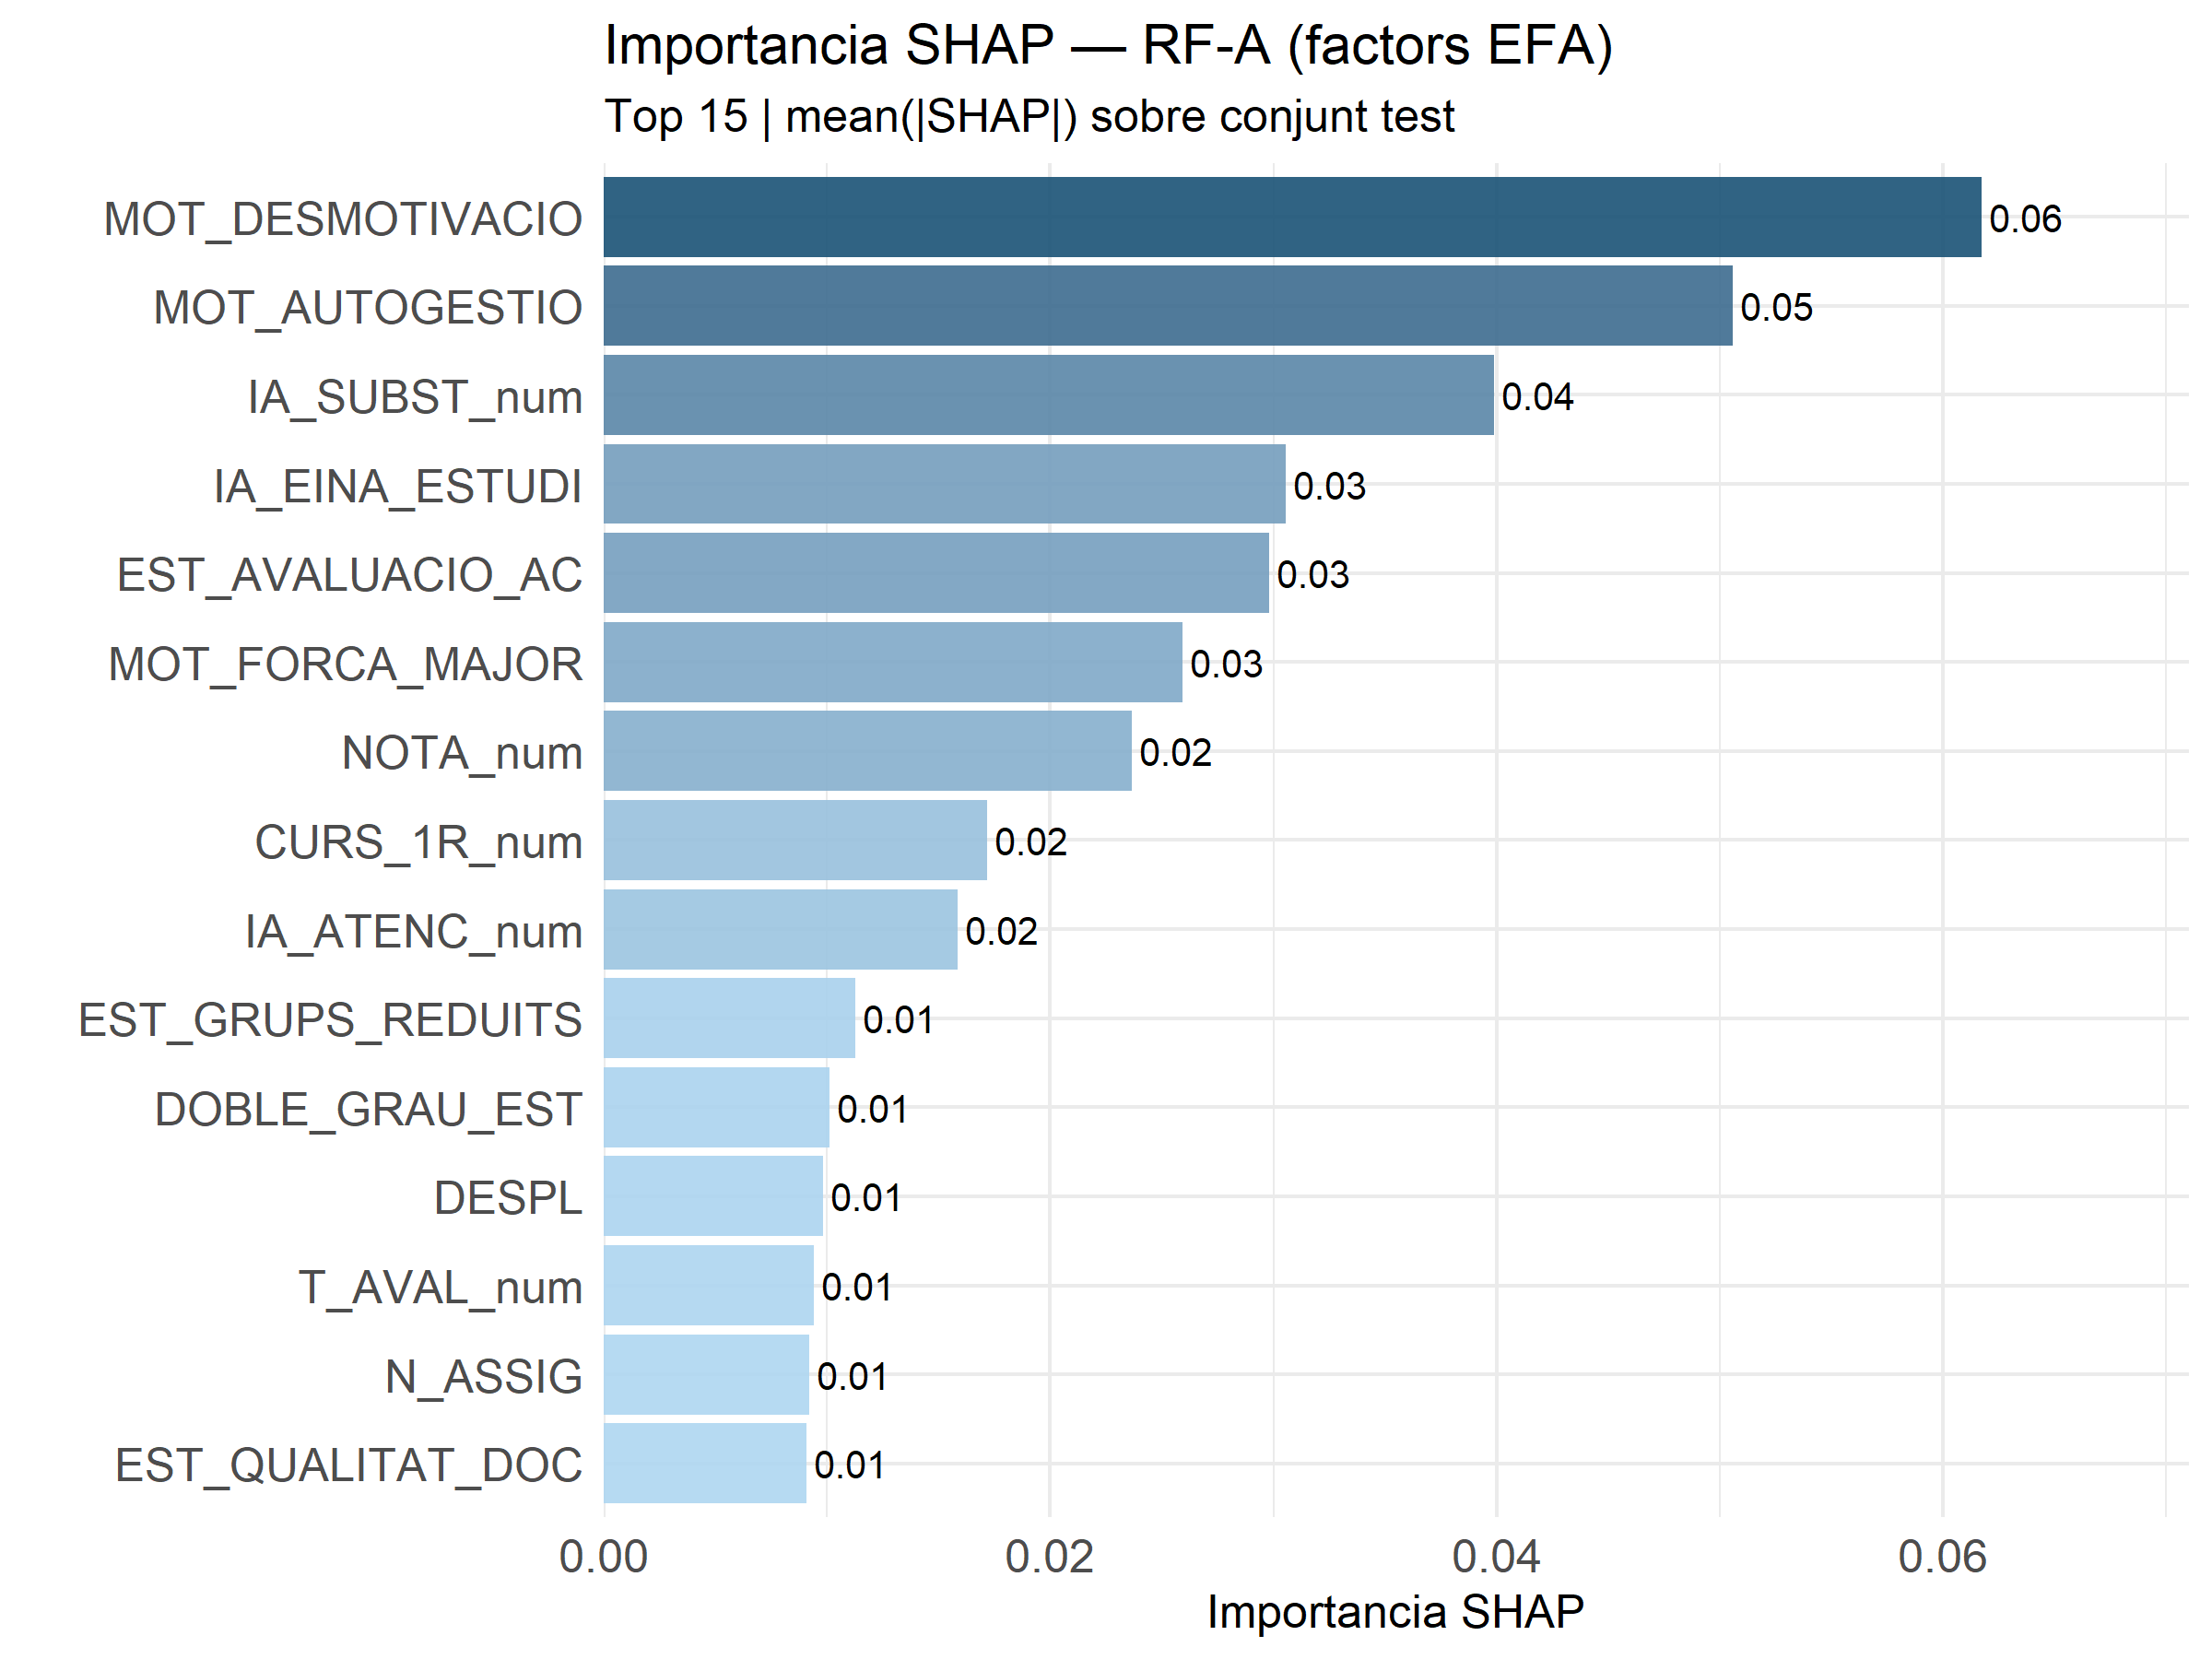 Importancia SHAP — RF-A (factors EFA)
Top 15 | mean(|SHAP|) sobre conjunt test
MOT_DESMOTIVACIO 0.06
MOT_AUTOGESTIO 0.05
IA_SUBST_num 0.04
IA_EINA_ESTUDI 0.03
EST_AVALUACIO_AC 0.03
MOT_FORCA_MAJOR 0.03
NOTA_num 0.02
CURS_1R_num 0.02
IA_ATENC_num 0.02
EST_GRUPS_REDUITS 0.01
DOBLE_GRAU_EST 0.01
DESPL 0.01
T_AVAL_num 0.01
N_ASSIG 0.01
EST_QUALITAT_DOC 0.01
0.00 0.02 0.04 0.06
Importancia SHAP